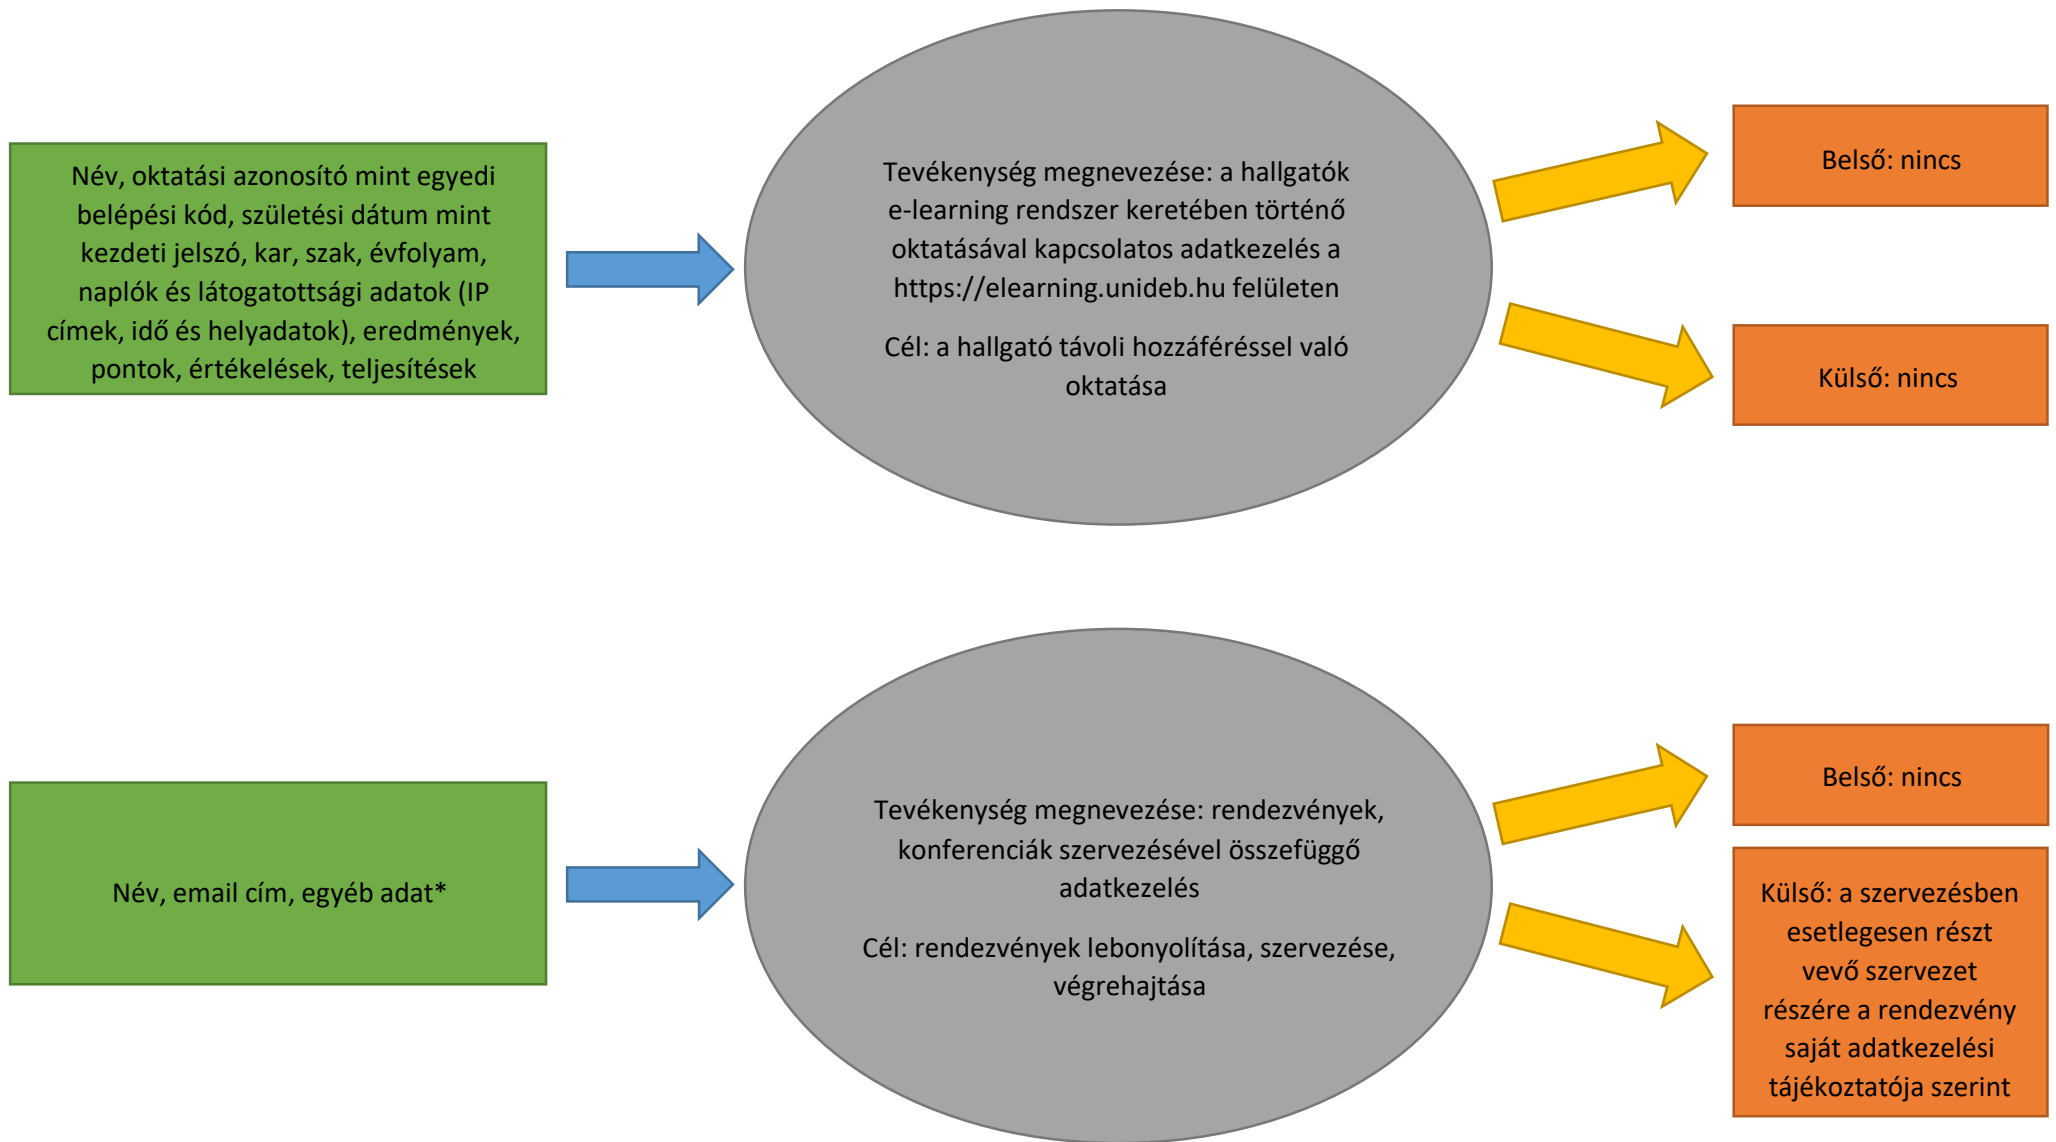 Név, oktatási azonosító mint egyedi
belépési kód, születési dátum mint
kezdeti jelszó, kar, szak, évfolyam,
naplók és látogatottsági adatok (IP
címek, idő és helyadatok), eredmények,
pontok, értékelések, teljesítések
Tevékenység megnevezése: a hallgatók
e-learning rendszer keretében történő
oktatásával kapcsolatos adatkezelés a
https://elearning.unideb.hu felületen
Cél: a hallgató távoli hozzáféréssel való
oktatása
Belső: nincs
Külső: nincs
Név, email cím, egyéb adat*
Tevékenység megnevezése: rendezvények,
konferenciák szervezésével összefüggő
adatkezelés
Cél: rendezvények lebonyolítása, szervezése,
végrehajtása
Belső: nincs
Külső: a szervezésben
esetlegesen részt
vevő szervezet
részére a rendezvény
saját adatkezelési
tájékoztatója szerint